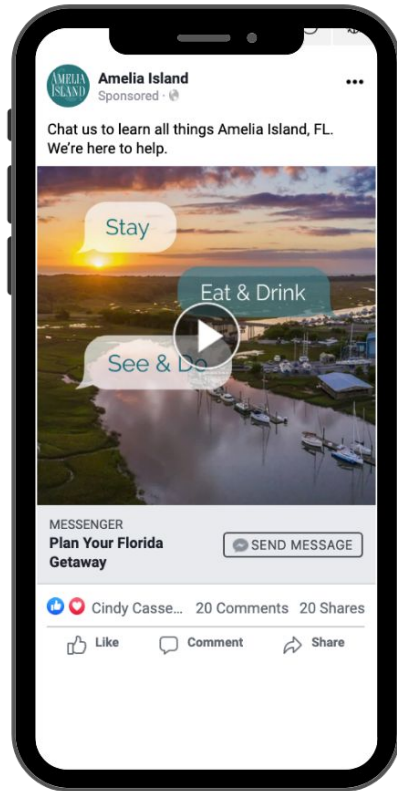 AMELIA
ISLAND
Amelia Island
Sponsored ·
Chat us to learn all things Amelia Island, FL.
We're here to help.
Stay
Eat & Drink
See & Do
MESSENGER
Plan Your Florida
Getaway
SEND MESSAGE
Cindy Casse... 20 Comments 20 Shares
Like Comment Share